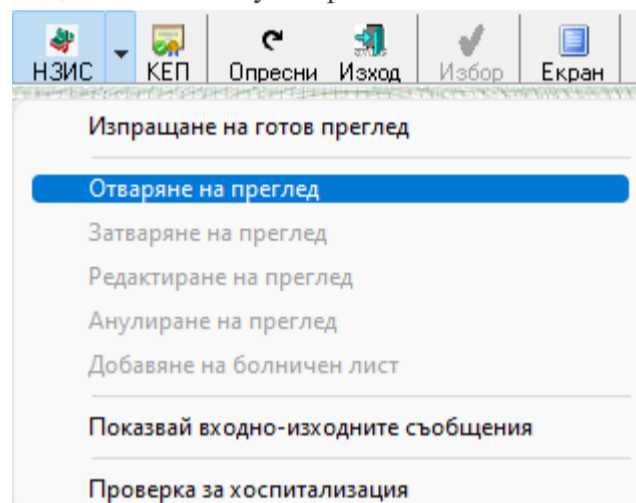 НЗИС КЕП Опресни Изход Избор Екран
Изпращане на готов преглед
Отваряне на преглед
Затваряне на преглед
Редактиране на преглед
Анулиране на преглед
Добавяне на болничен лист
Показвай входно-изходните съобщения
Проверка за хоспитализация